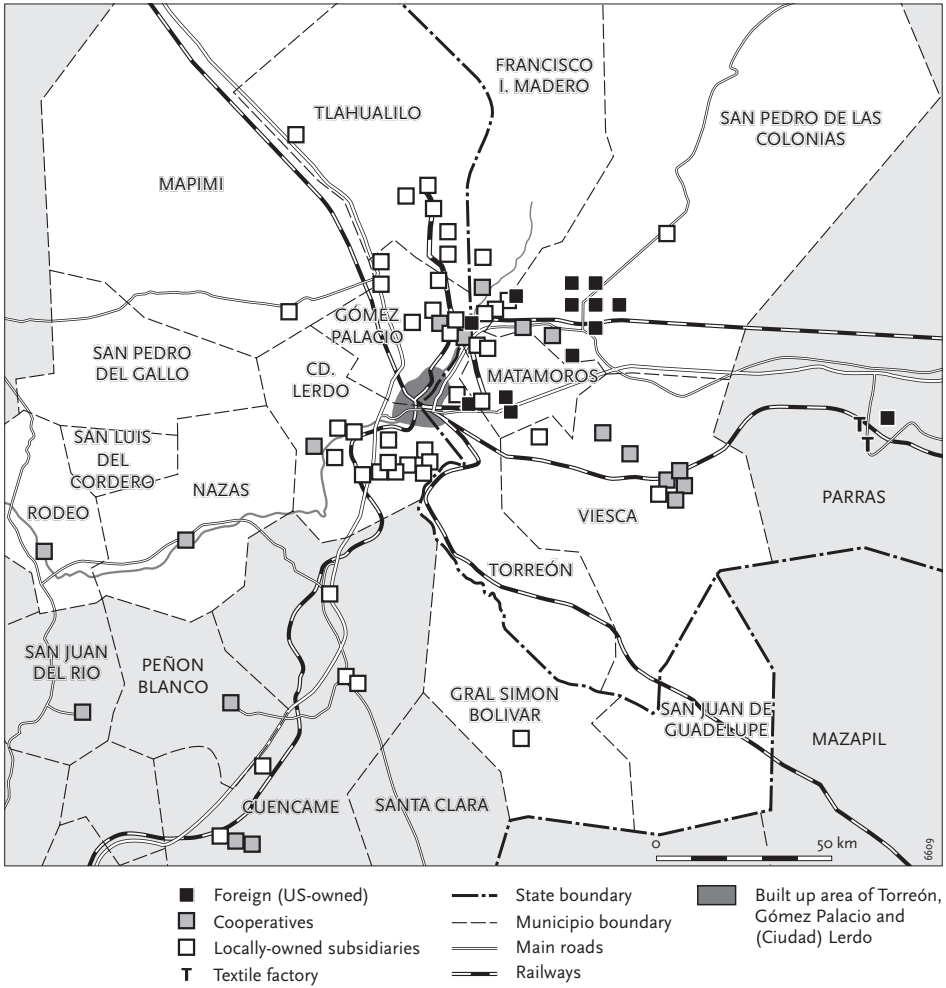 FRANCISCO
I. MADERO
TLAHUALILO
SAN PEDRO DE LAS
COLONIAS
MAPIMI
GÓMEZ
PALACIO
SAN PEDRO
DEL GALLO
CD.
LERDO
MATAMOROS
SAN LUIS
DEL
CORDERO
NAZAS
RODEO
T
T
PARRAS
VIESCA
TORREÓN
SAN JUAN
DEL RIO
PEÑON
BLANCO
GRAL SIMON
BOLIVAR
SAN JUAN DE
GUADELUPE
MAZAPIL
CUENCAME
SANTA CLARA
0 50 km
6609
Foreign (US-owned)
Cooperatives
Locally-owned subsidiaries
T Textile factory
State boundary
Municipio boundary
Main roads
Railways
Built up area of Torreón,
Gómez Palacio and
(Ciudad) Lerdo